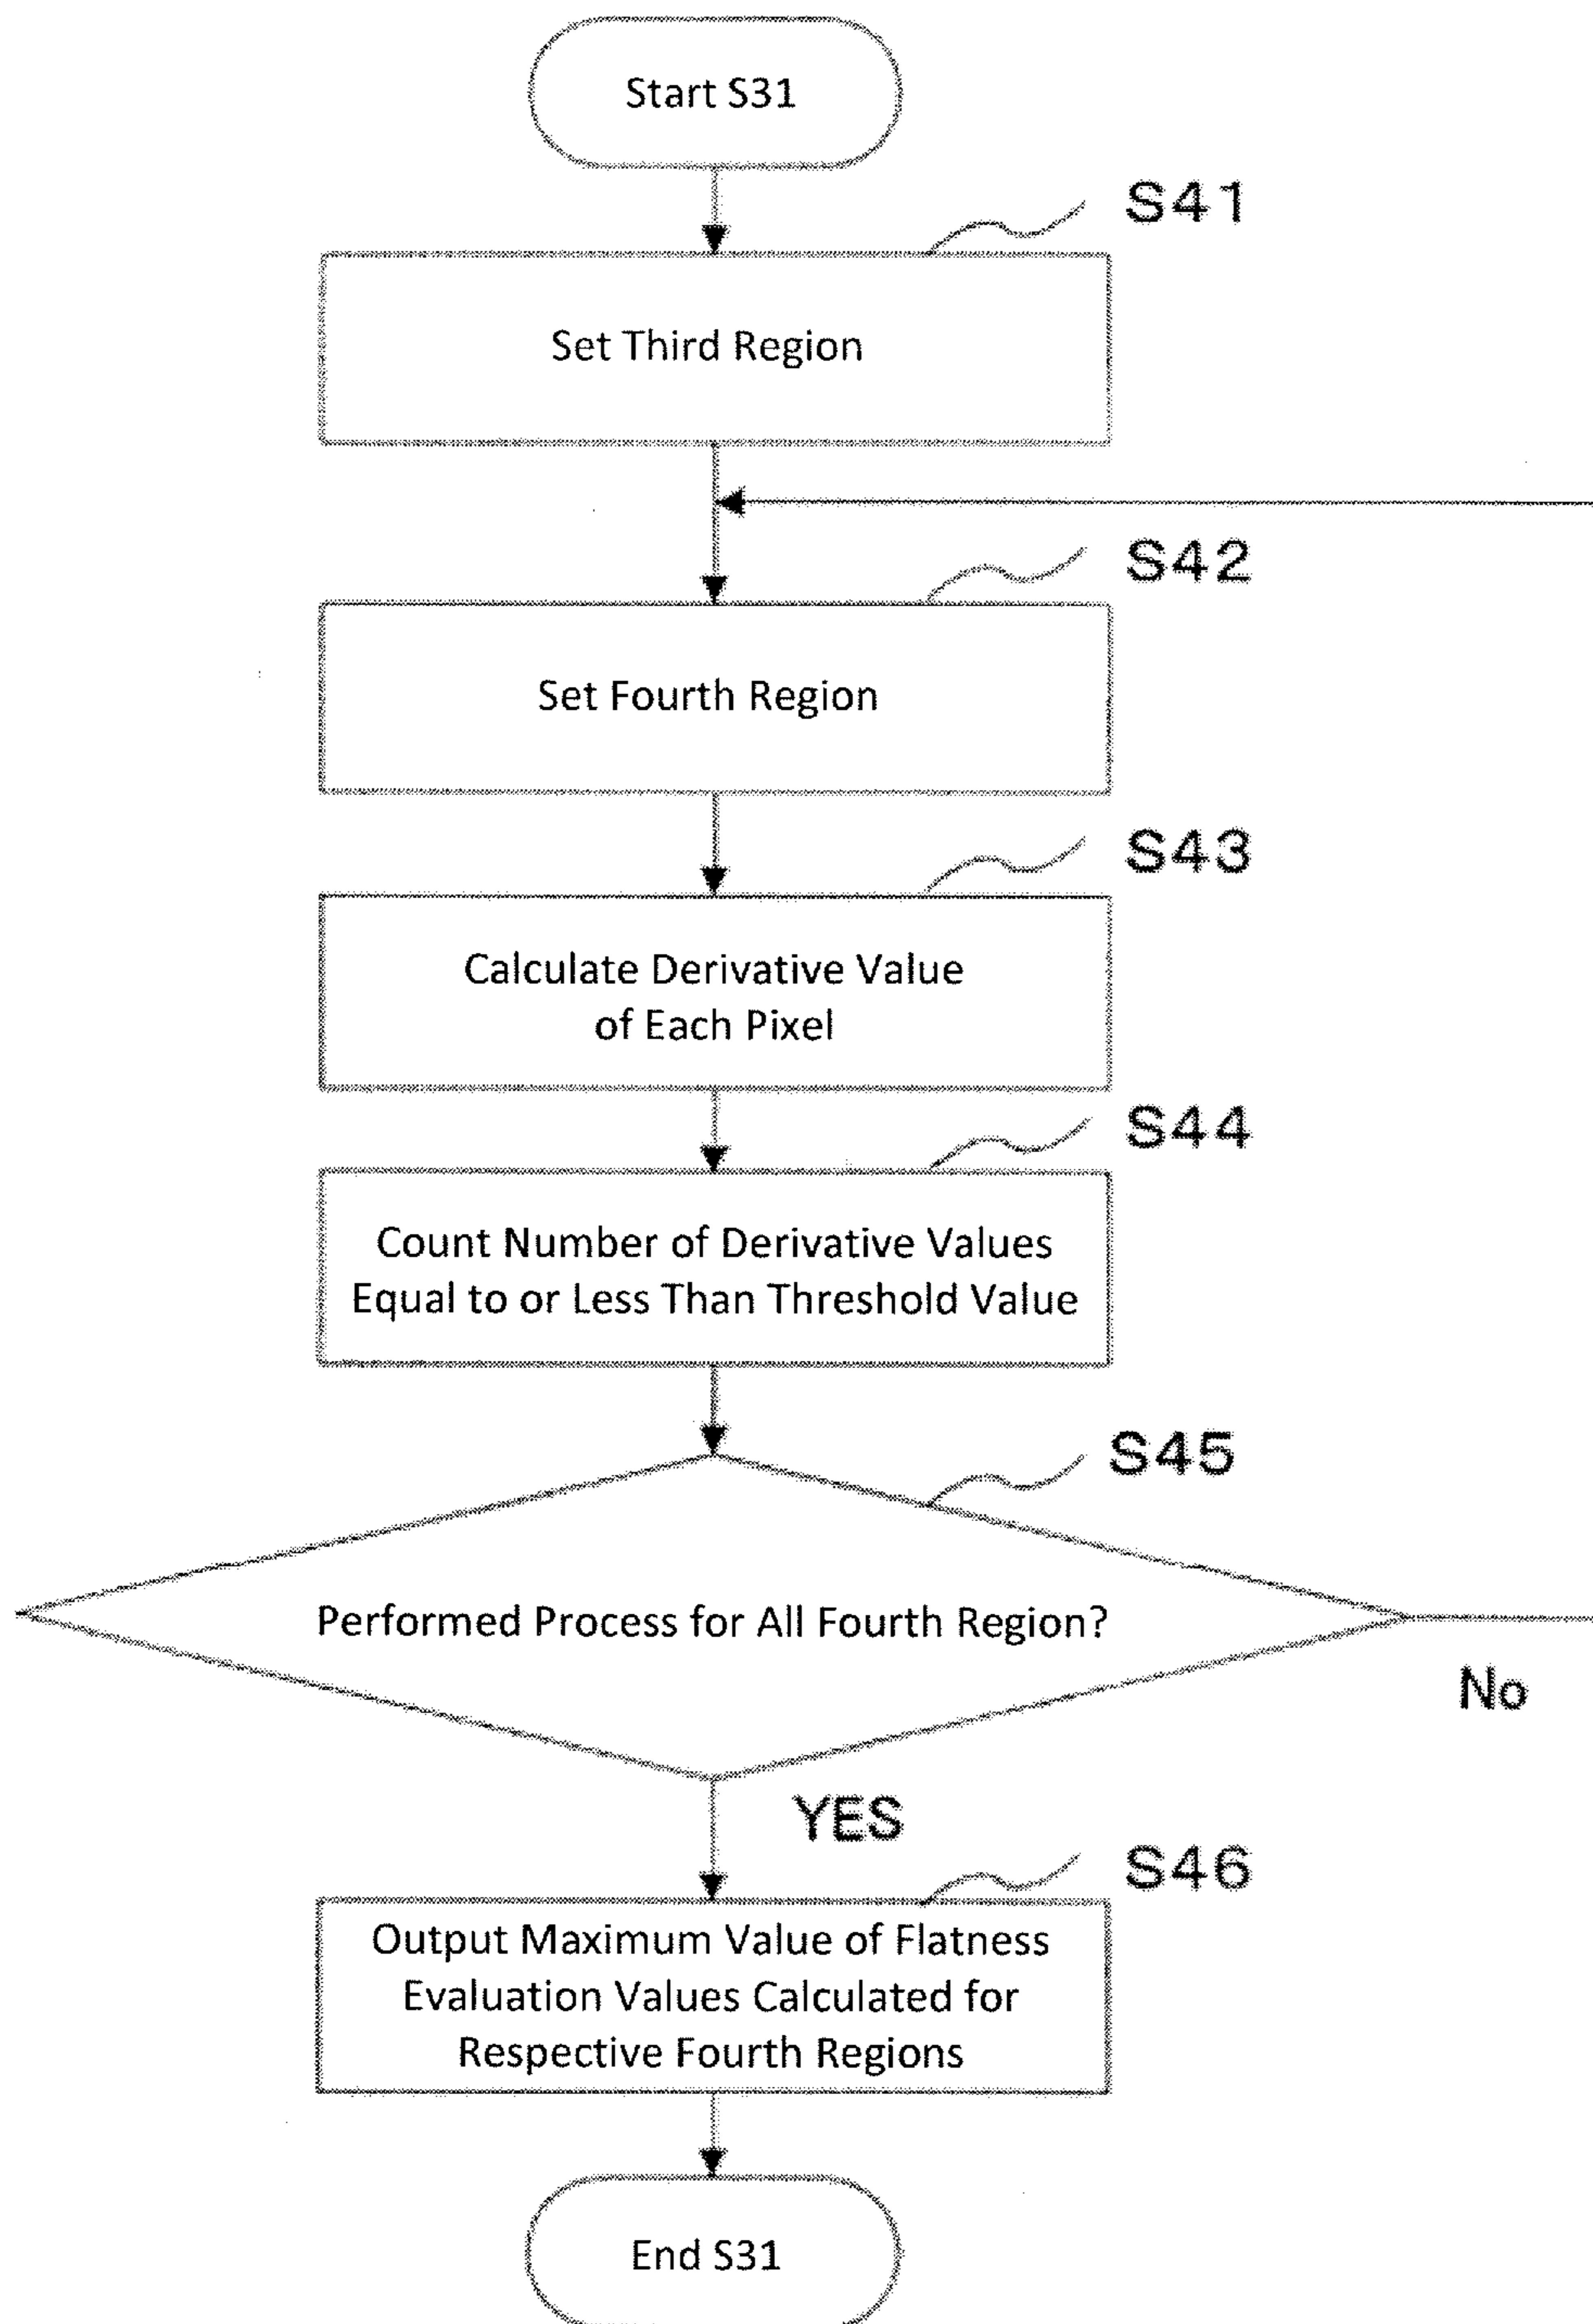 Start S31
S41
Set Third Region
S42
Set Fourth Region
S43
Calculate Derivative Value
of Each Pixel
S44
Count Number of Derivative Values
Equal to or Less Than Threshold Value
S45
Performed Process for All Fourth Region?
No
YES
S46
Output Maximum Value of Flatness
Evaluation Values Calculated for
Respective Fourth Regions
End S31